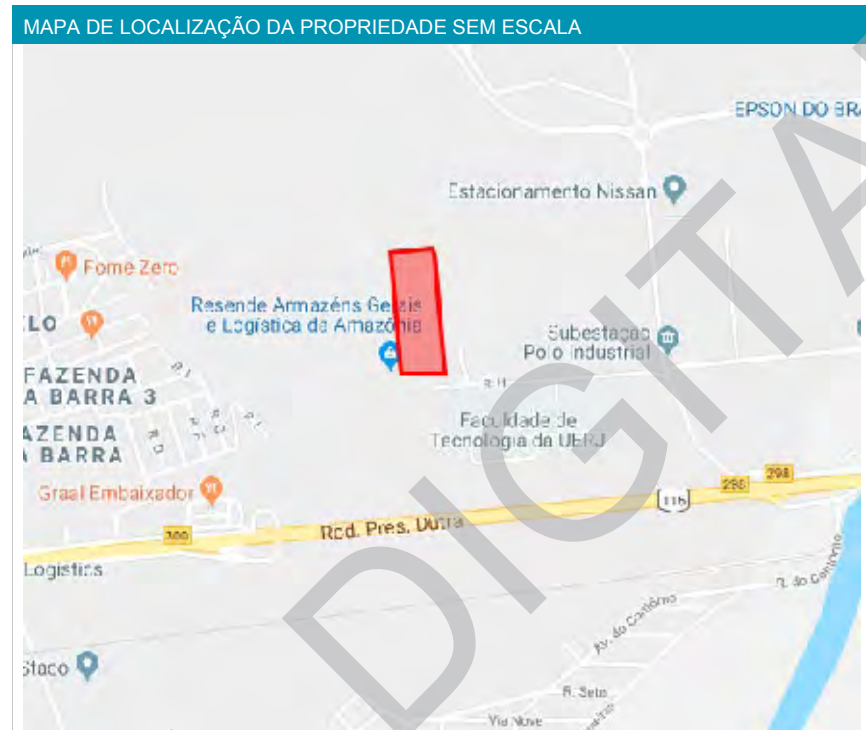 MAPA DE LOCALIZAÇÃO DA PROPRIEDADE SEM ESCALA
EPSON DO BRA
Estacionamento Nissan
Fome Zero
Resende Armazéns Gerais
e Logística da Amazônia
LO
Subestação
Polo Industrial
FAZENDA
A BARRA 3
R. H
Faculdade de
Tecnologia da UERJ
AZENDA
A BARRA
Graal Embaixador
298
298
116
300
Rod. Pres. Dutra
Logistics
R. do Contorno
Av. do Contorno
Staco
R. Sete
Via Nove
DIGITA